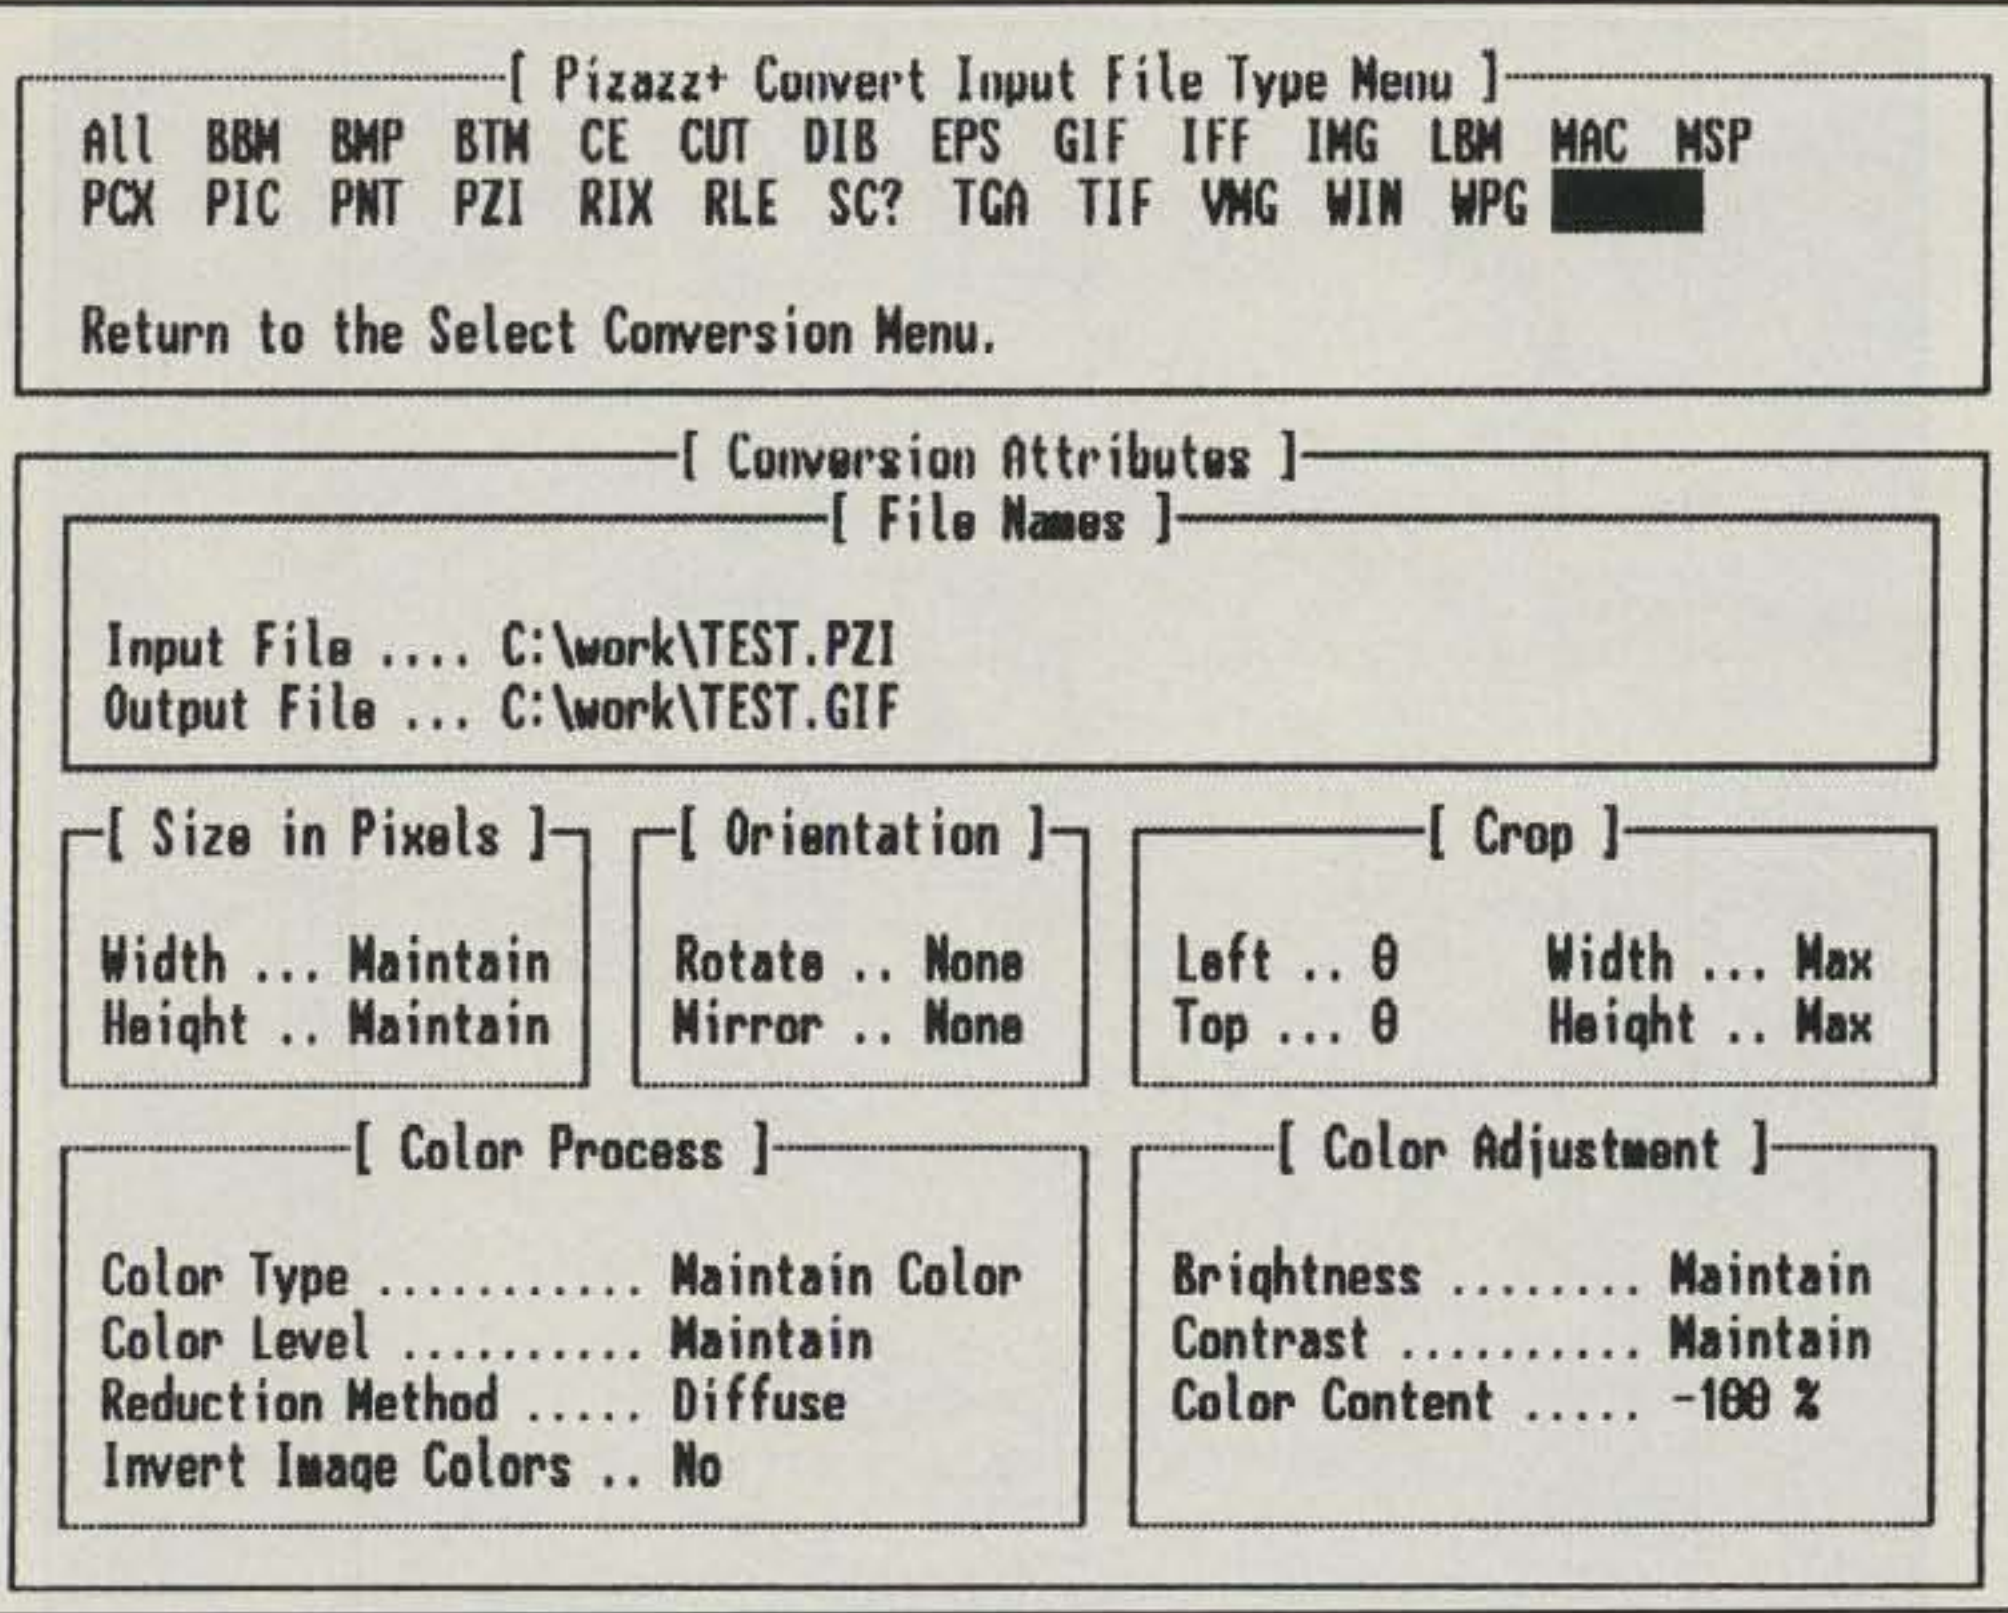 [ Pizazz+ Convert Input File Type Menu ]
All BBM BMP BTM CE CUT DIB EPS GIF IFF IMG LBM MAC MSP
PCX PIC PNT PZI RIX RLE SC? TGA TIF VMG WIN WPG
Return to the Select Conversion Menu.
[ Conversion Attributes ]
[ File Names ]
Input File .... C:\work\TEST.PZI
Output File ... C:\work\TEST.GIF
[ Size in Pixels ] [ Orientation ] [ Crop ]
Width ... Maintain Rotate .. None Left .. 0 Width ... Max
Height .. Maintain Mirror .. None Top ... 0 Height .. Max
[ Color Process ] [ Color Adjustment ]
Color Type ........... Maintain Color Brightness ........ Maintain
Color Level .......... Maintain Contrast .......... Maintain
Reduction Method ..... Diffuse Color Content ..... -100 %
Invert Image Colors .. No